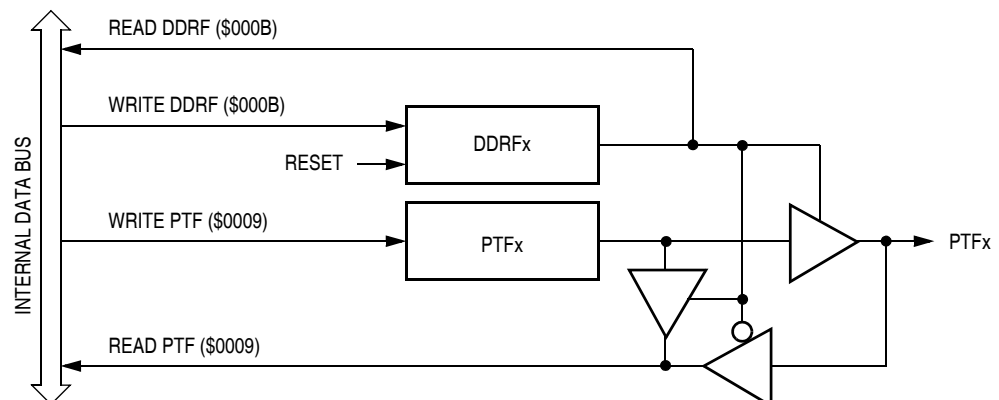 READ DDRF ($000B)
WRITE DDRF ($000B)
DDRFx
RESET
INTERNAL DATA BUS
WRITE PTF ($0009)
PTFx
PTFx
READ PTF ($0009)